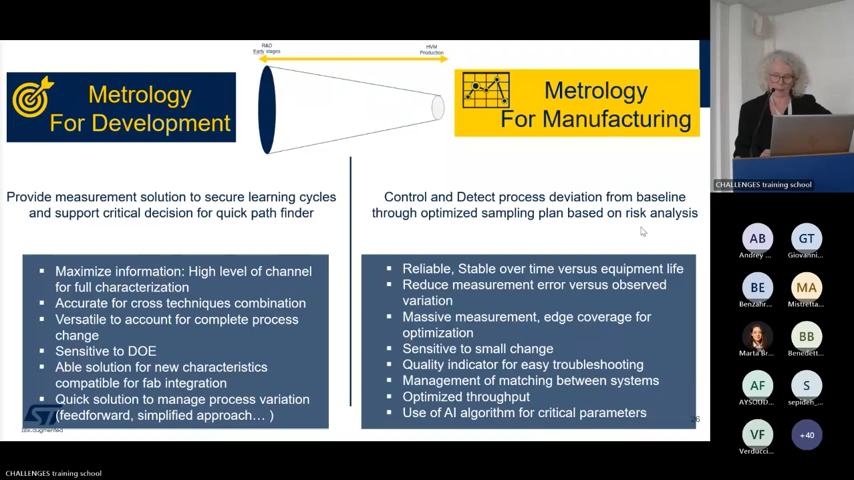 R&D
Early stages
HVM
Production
Metrology
For Development
Metrology
For Manufacturing
Provide measurement solution to secure learning cycles
and support critical decision for quick path finder
Control and Detect process deviation from baseline
through optimized sampling plan based on risk analysis
▪ Maximize information: High level of channel
for full characterization
▪ Accurate for cross techniques combination
▪ Versatile to account for complete process
change
▪ Sensitive to DOE
▪ Able solution for new characteristics
compatible for fab integration
▪ Quick solution to manage process variation
(feedforward, simplified approach… )
▪ Reliable, Stable over time versus equipment life
▪ Reduce measurement error versus observed
variation
▪ Massive measurement, edge coverage for
optimization
▪ Sensitive to small change
▪ Quality indicator for easy troubleshooting
▪ Management of matching between systems
▪ Optimized throughput
▪ Use of AI algorithm for critical parameters
ST
26
CHALLENGES training school
AB
Andrey ...
GT
Giovanni...
BE
Benzahr...
MA
Mistretta...
Marta Br...
BB
Benedett...
AF
AYSOUD...
S
sepideh_...
VF
Verducci...
+40
CHALLENGES training school